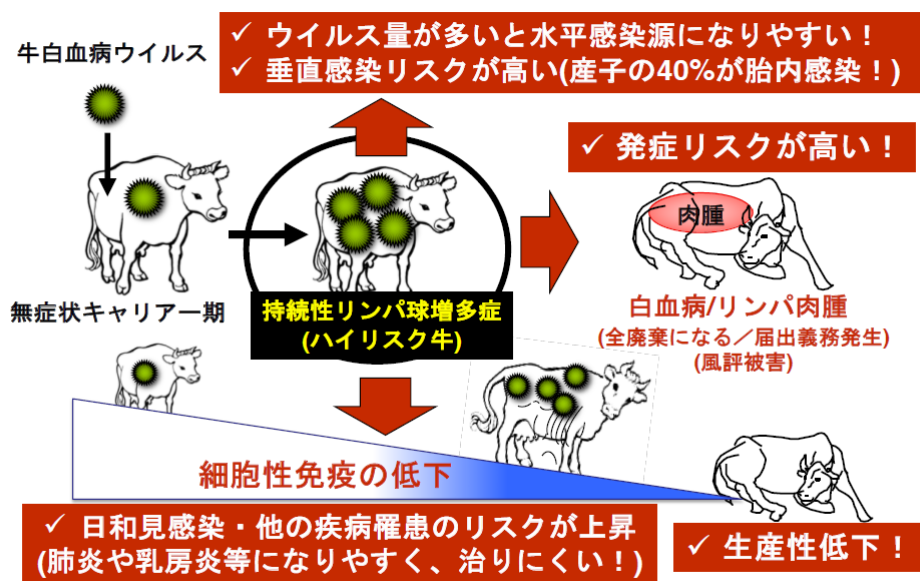 牛白血病ウイルス
✓ ウイルス量が多いと水平感染源になりやすい！
✓ 垂直感染リスクが高い(産子の40%が胎内感染！)
✓ 発症リスクが高い！
肉腫
無症状キャリアー期
持続性リンパ球増多症
(ハイリスク牛)
白血病/リンパ肉腫
(全廃棄になる／届出義務発生)
(風評被害)
細胞性免疫の低下
✓ 日和見感染・他の疾病罹患のリスクが上昇
(肺炎や乳房炎等になりやすく、治りにくい！)
✓ 生産性低下！